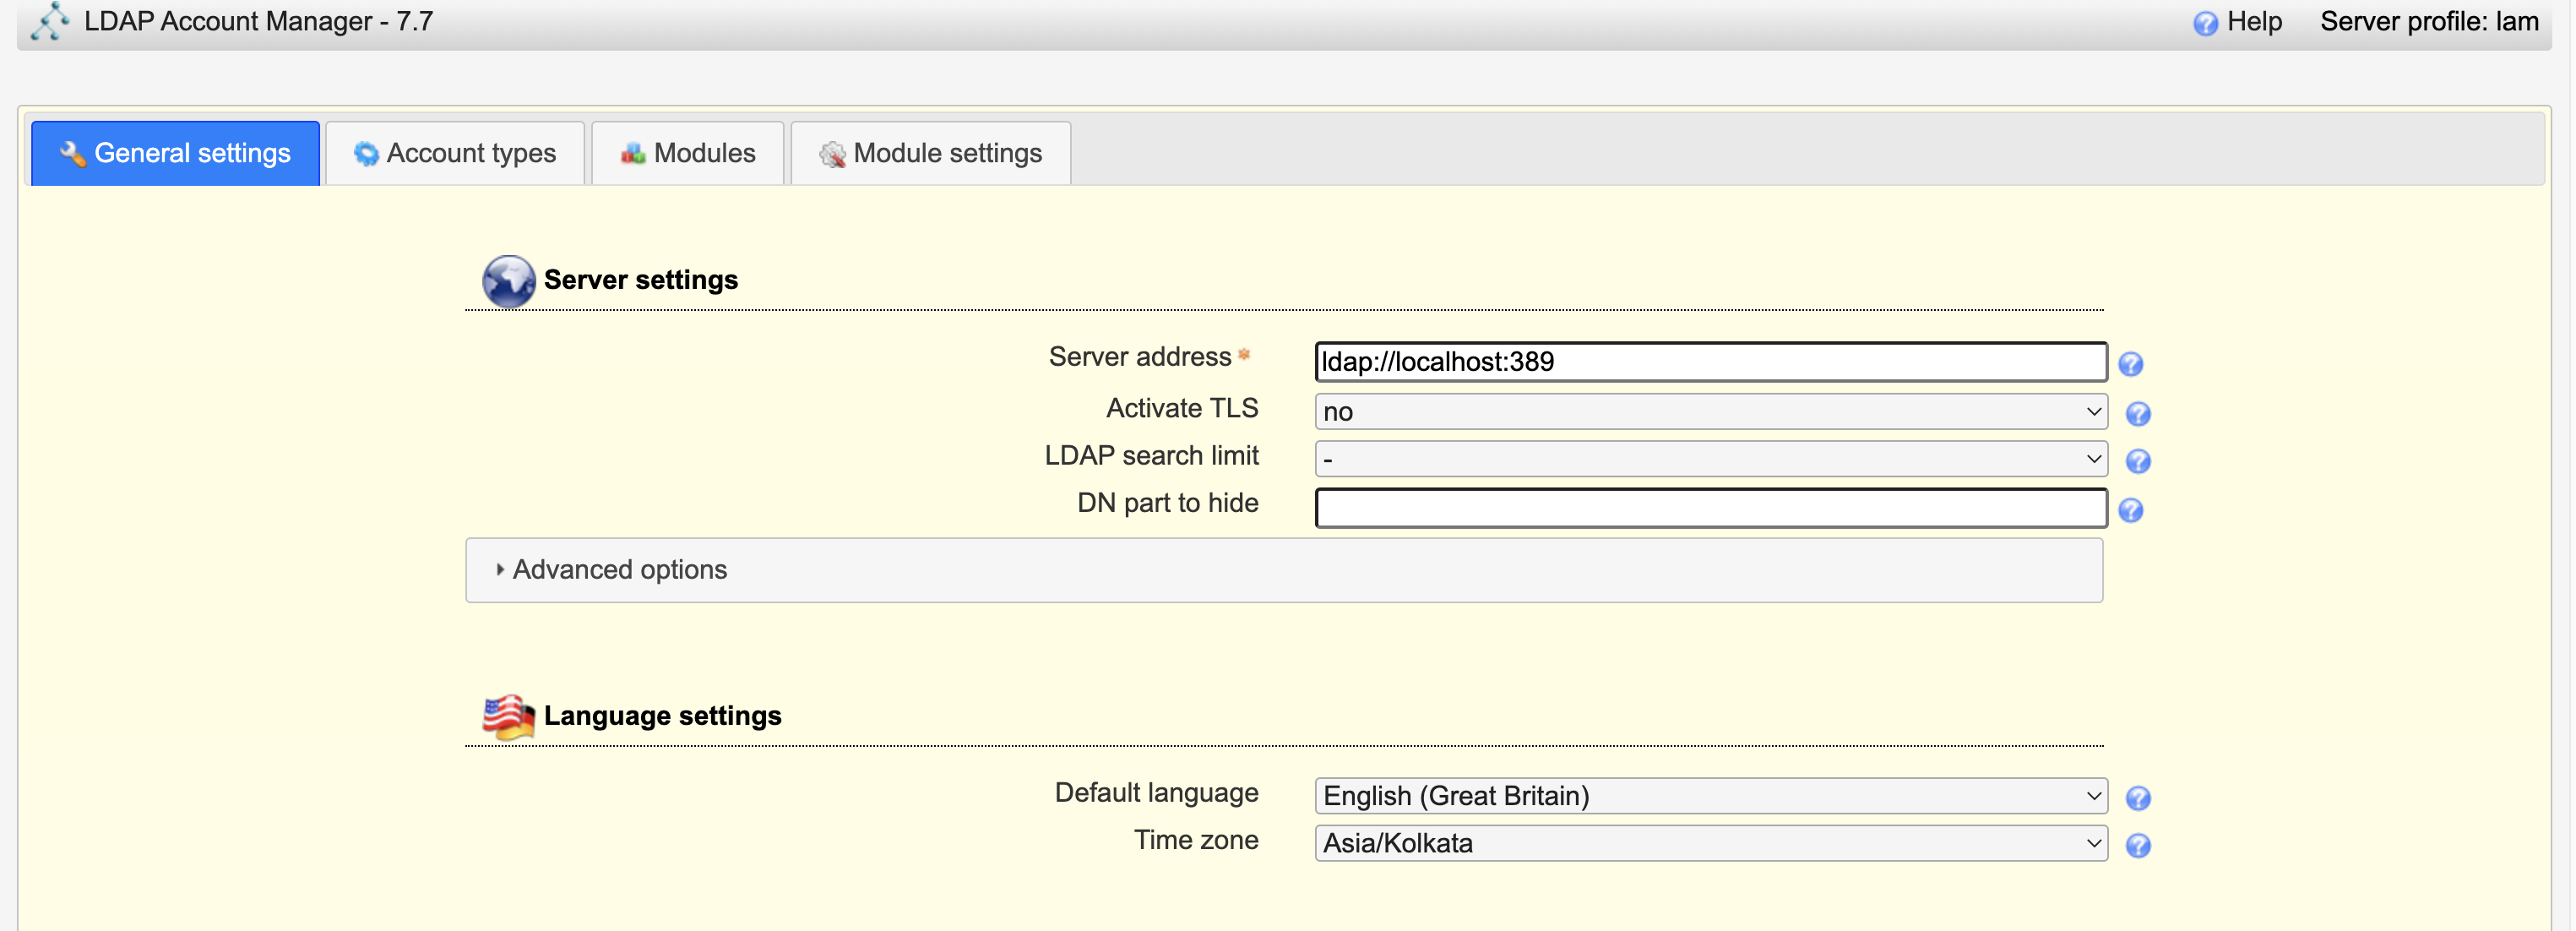 LDAP Account Manager - 7.7 Help Server profile: lam
General settings Account types Modules Module settings
Server settings
Server address * ldap://localhost:389
Activate TLS no
LDAP search limit -
DN part to hide
Advanced options
Language settings
Default language English (Great Britain)
Time zone Asia/Kolkata